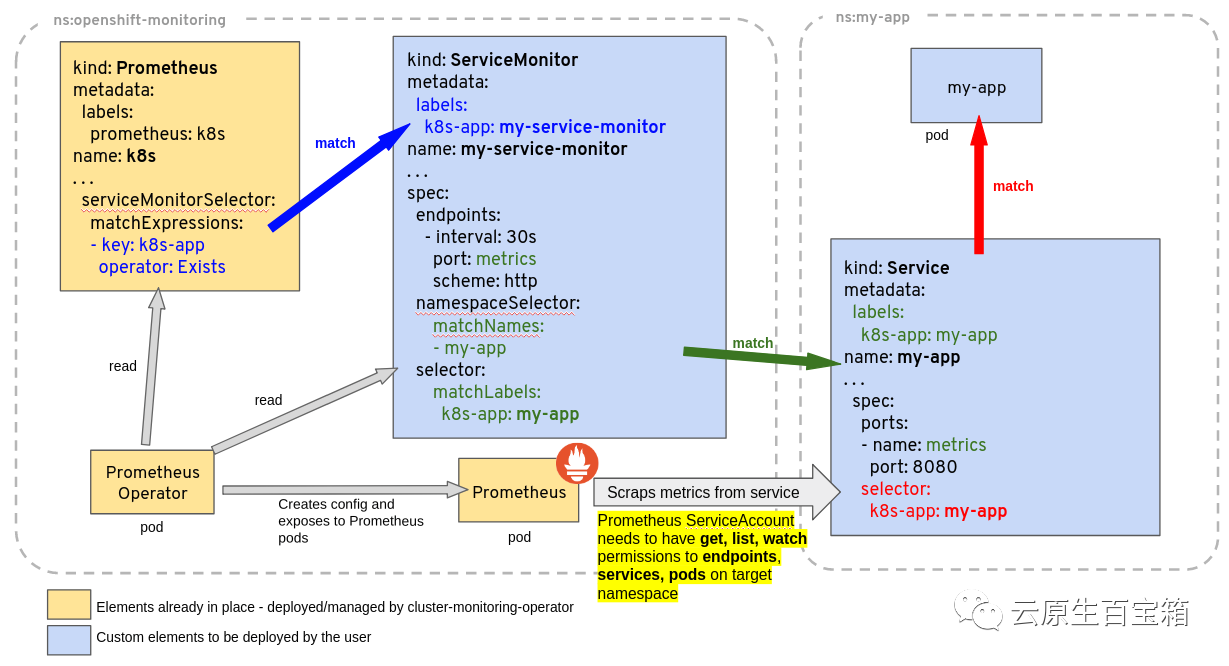 ns:openshift-monitoring
kind: Prometheus
metadata:
labels:
prometheus: k8s
name: k8s
...
serviceMonitorSelector:
matchExpressions:
- key: k8s-app
operator: Exists
match
kind: ServiceMonitor
metadata:
labels:
k8s-app: my-service-monitor
name: my-service-monitor
...
spec:
endpoints:
- interval: 30s
port: metrics
scheme: http
namespaceSelector:
matchNames:
- my-app
selector:
matchLabels:
k8s-app: my-app
read
read
Prometheus
Operator
pod
Creates config and
exposes to Prometheus
pods
Prometheus
pod
match
ns:my-app
my-app
pod
match
kind: Service
metadata:
labels:
k8s-app: my-app
name: my-app
...
spec:
ports:
- name: metrics
port: 8080
selector:
k8s-app: my-app
Scraps metrics from service
Prometheus ServiceAccount
needs to have get, list, watch
permissions to endpoints,
services, pods on target
namespace
Elements already in place - deployed/managed by cluster-monitoring-operator
Custom elements to be deployed by the user
云原生百宝箱